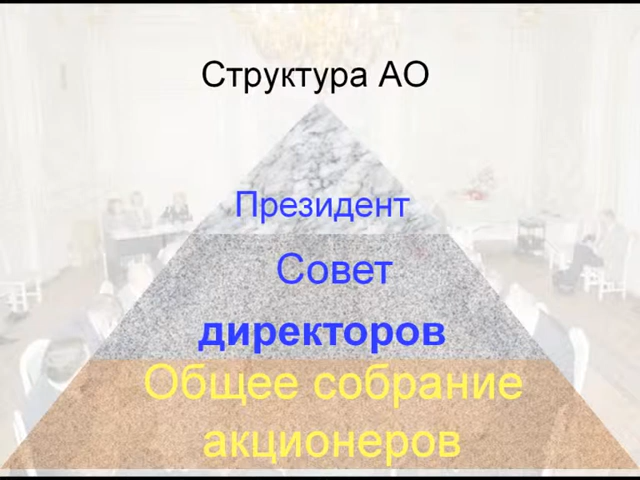 Структура АО
Президент
Совет
директоров
Общее собрание
акционеров